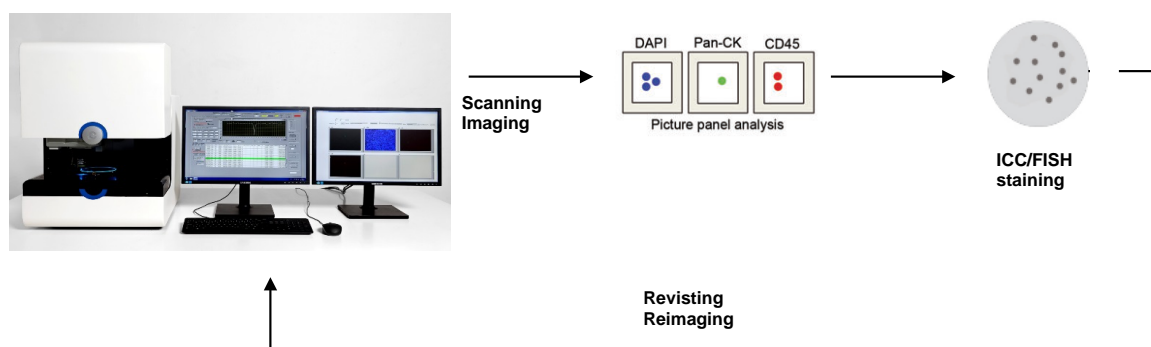 DAPI Pan-CK CD45
Scanning
Imaging
Picture panel analysis
ICC/FISH
staining
Revisting
Reimaging